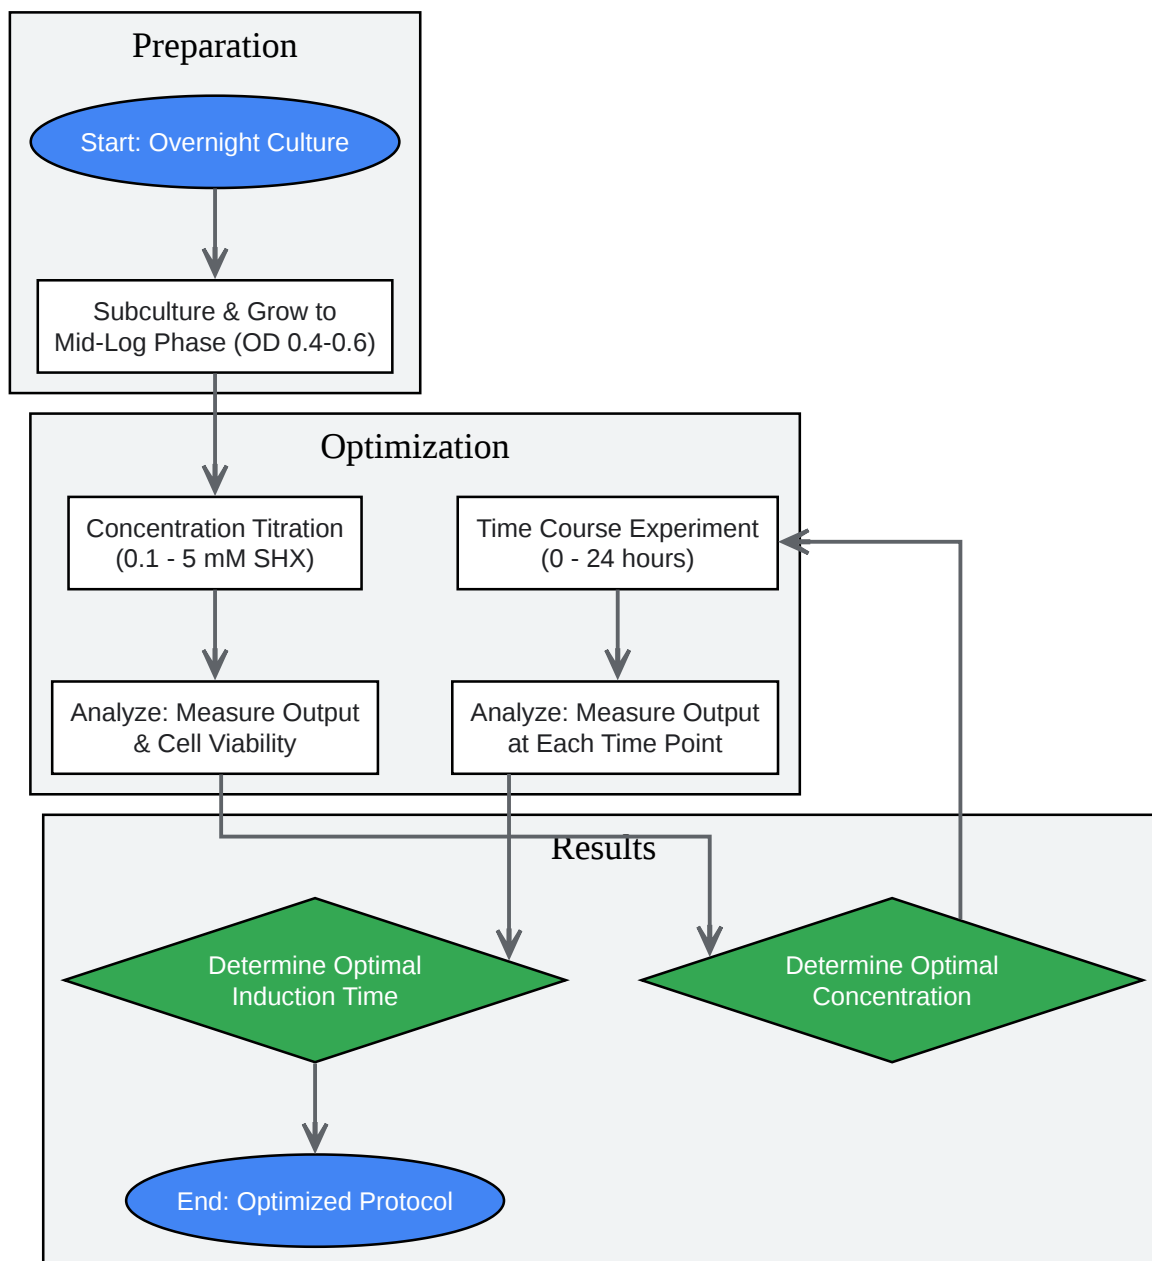 Preparation
Start: Overnight Culture
Subculture & Grow to
Mid-Log Phase (OD 0.4-0.6)
Optimization
Concentration Titration
(0.1 - 5 mM SHX)
Time Course Experiment
(0 - 24 hours)
Analyze: Measure Output
& Cell Viability
Analyze: Measure Output
at Each Time Point
Results
Determine Optimal
Induction Time
Determine Optimal
Concentration
End: Optimized Protocol